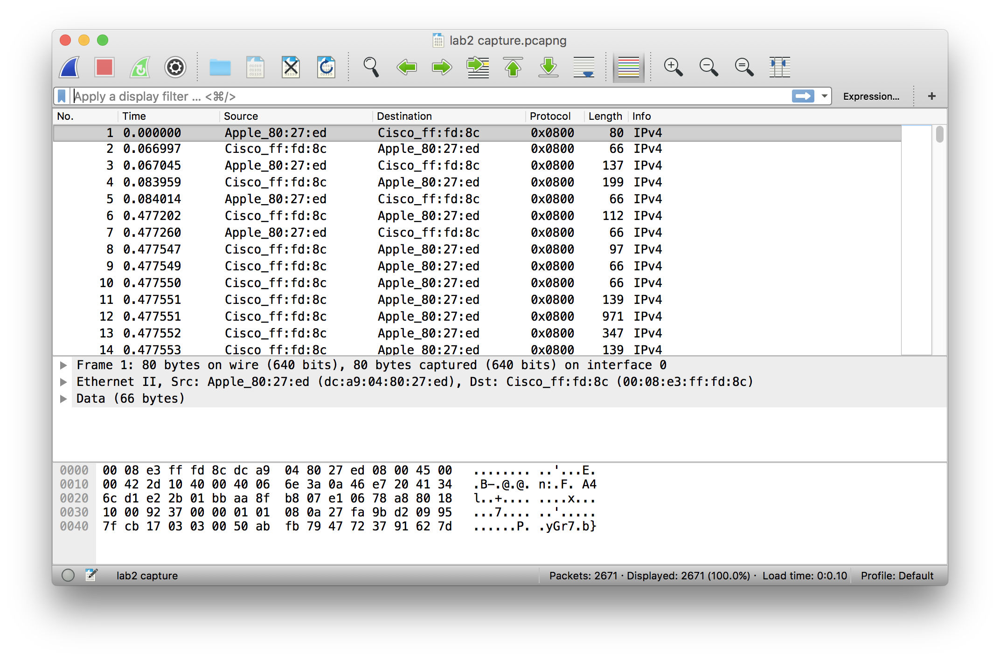 lab2 capture.pcapng
Apply a display filter ... <⌘/>
Expression... +
No. Time Source Destination Protocol Length Info
1 0.000000 Apple_80:27:ed Cisco_ff:fd:8c 0x0800 80 IPv4
2 0.066997 Cisco_ff:fd:8c Apple_80:27:ed 0x0800 66 IPv4
3 0.067045 Apple_80:27:ed Cisco_ff:fd:8c 0x0800 137 IPv4
4 0.083959 Cisco_ff:fd:8c Apple_80:27:ed 0x0800 199 IPv4
5 0.084014 Apple_80:27:ed Cisco_ff:fd:8c 0x0800 66 IPv4
6 0.477202 Cisco_ff:fd:8c Apple_80:27:ed 0x0800 112 IPv4
7 0.477260 Apple_80:27:ed Cisco_ff:fd:8c 0x0800 66 IPv4
8 0.477547 Cisco_ff:fd:8c Apple_80:27:ed 0x0800 97 IPv4
9 0.477549 Cisco_ff:fd:8c Apple_80:27:ed 0x0800 66 IPv4
10 0.477550 Cisco_ff:fd:8c Apple_80:27:ed 0x0800 66 IPv4
11 0.477551 Cisco_ff:fd:8c Apple_80:27:ed 0x0800 139 IPv4
12 0.477551 Cisco_ff:fd:8c Apple_80:27:ed 0x0800 971 IPv4
13 0.477552 Cisco_ff:fd:8c Apple_80:27:ed 0x0800 347 IPv4
14 0.477553 Cisco_ff:fd:8c Apple_80:27:ed 0x0800 139 IPv4
Frame 1: 80 bytes on wire (640 bits), 80 bytes captured (640 bits) on interface 0
Ethernet II, Src: Apple_80:27:ed (dc:a9:04:80:27:ed), Dst: Cisco_ff:fd:8c (00:08:e3:ff:fd:8c)
Data (66 bytes)
0000 00 08 e3 ff fd 8c dc a9 04 80 27 ed 08 00 45 00 ........ ..'...E.
0010 00 42 2d 10 40 00 40 06 6e 3a 0a 46 e7 20 41 34 .B-.@.@. n:.F. A4
0020 6c d1 e2 2b 01 bb aa 8f b8 07 e1 06 78 a8 80 18 l..+.... ....x...
0030 10 00 92 37 00 00 01 01 08 0a 27 fa 9b d2 09 95 ...7.... ..'.....
0040 7f cb 17 03 03 00 50 ab fb 79 47 72 37 91 62 7d ......P. .yGr7.b}
lab2 capture Packets: 2671 · Displayed: 2671 (100.0%) · Load time: 0:0.10 Profile: Default